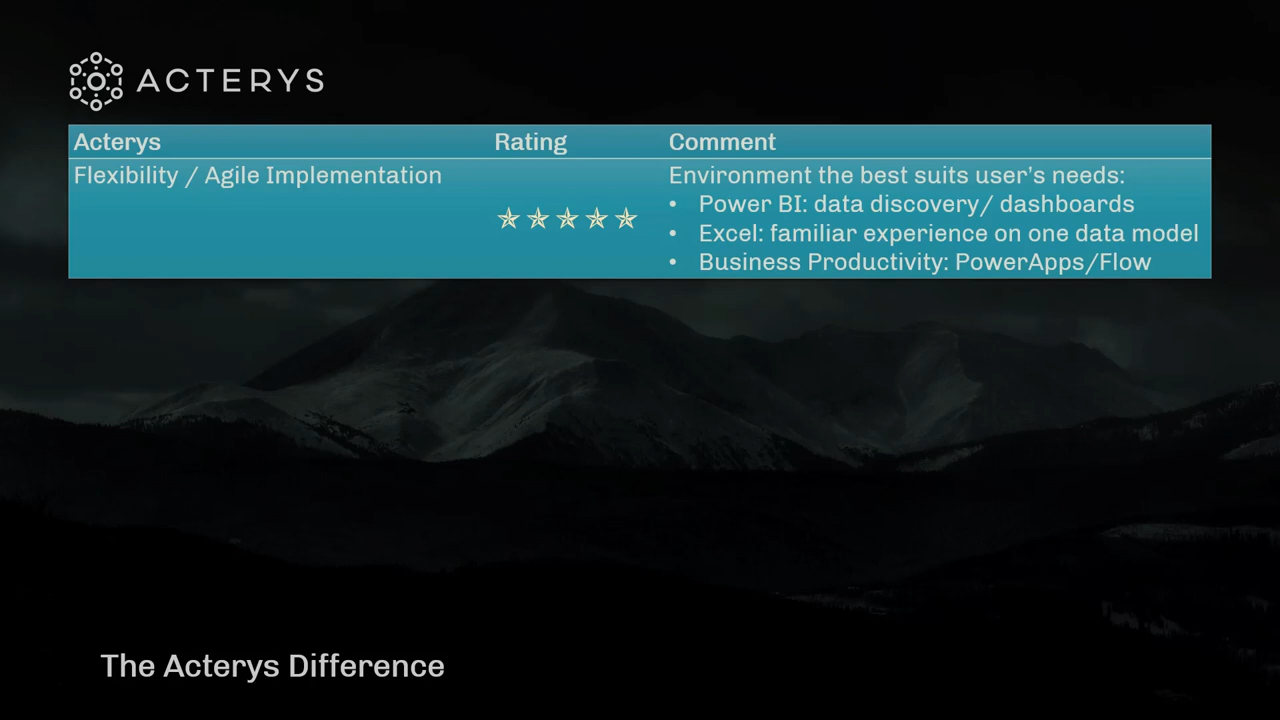 ACTERYS
Acterys Rating Comment
Flexibility / Agile Implementation Environment the best suits user's needs:
• Power BI: data discovery/ dashboards
• Excel: familiar experience on one data model
• Business Productivity: PowerApps/Flow
The Acterys Difference